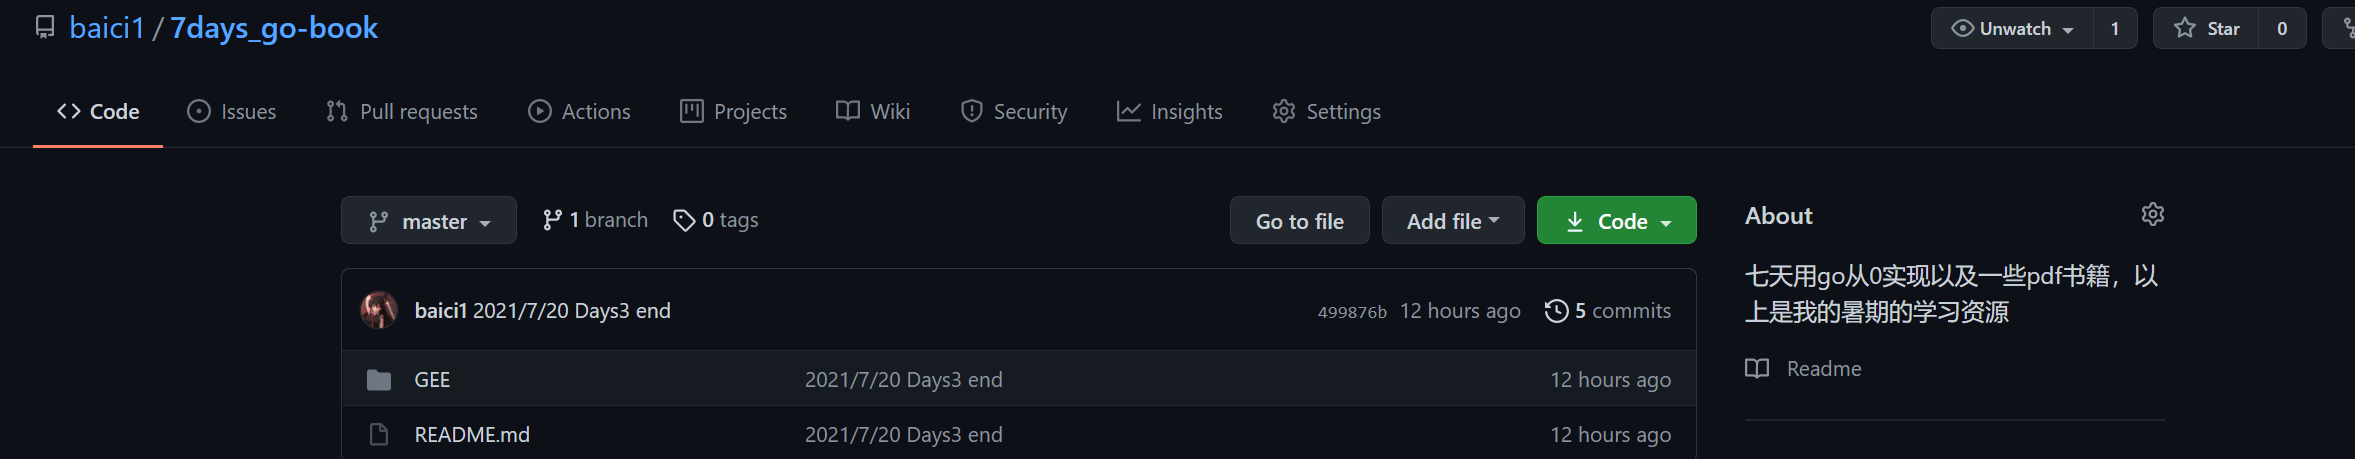 baici1 / 7days_go-book
Unwatch 1 Star 0
Code Issues Pull requests Actions Projects Wiki Security Insights Settings
master 1 branch 0 tags Go to file Add file Code
About
七天用go从0实现以及一些pdf书籍，以
上是我的暑期的学习资源
Readme
baici1 2021/7/20 Days3 end 499876b 12 hours ago 5 commits
GEE 2021/7/20 Days3 end 12 hours ago
README.md 2021/7/20 Days3 end 12 hours ago